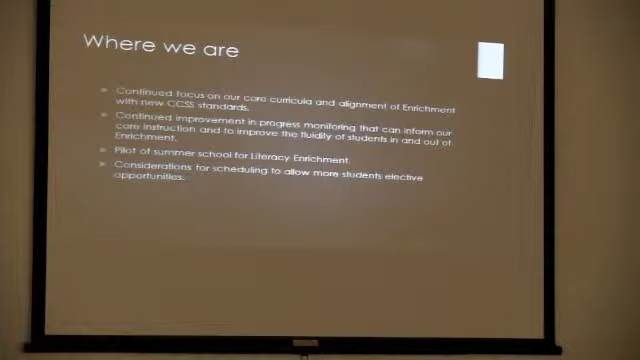 Where we are
Continued focus on our core curricula and alignment of Enrichment
with new CCSS standards.
Continued improvement in progress monitoring that can inform our
core instruction and to improve the fluidity of students in and out of
Enrichment.
Pilot of summer school for Literacy Enrichment.
Considerations for scheduling to allow more students elective
opportunities.